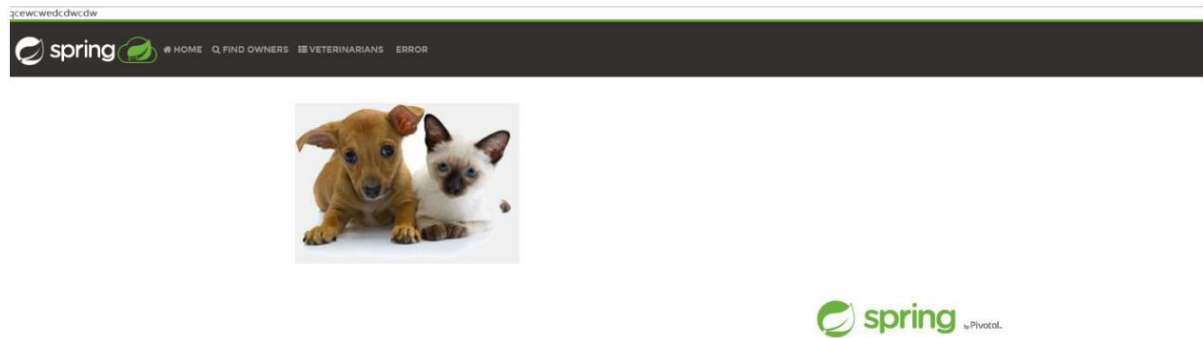 qcewcwedcdwcdw
spring HOME FIND OWNERS VETERINARIANS ERROR
spring by Pivotal.